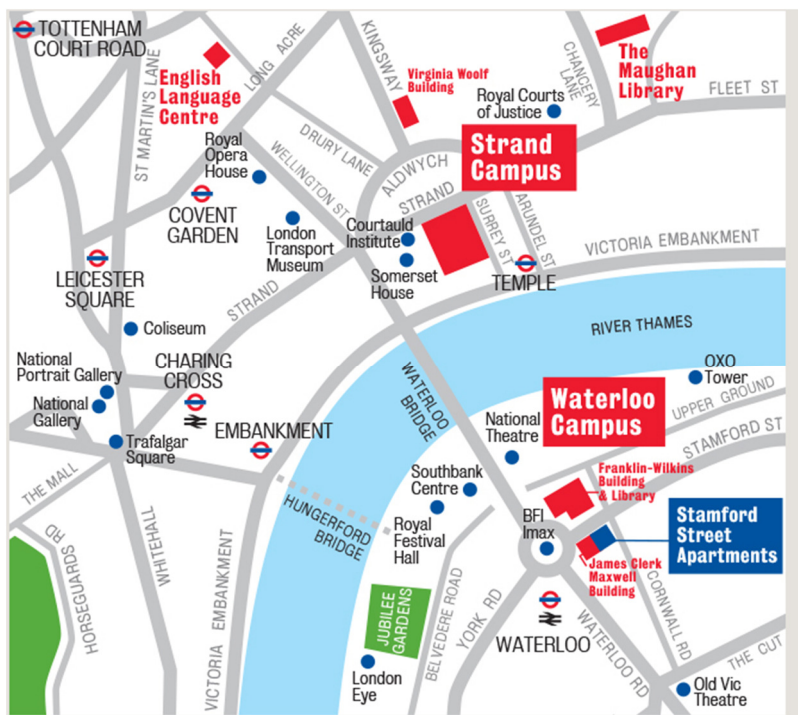 TOTTENHAM
COURT ROAD
ST MARTIN'S LANE
English
Language
Centre
LONG ACRE
KINGSWAY
Virginia Woolf
Building
Royal Courts
of Justice
CHANCERY
LANE
The
Maughan
Library
FLEET ST
Royal
Opera
House
DRURY LANE
WELLINGTON ST
ALDWYCH
Strand
Campus
STRAND
COVENT
GARDEN
London
Transport
Museum
Courtauld
Institute
Somerset
House
SURREY ST
ARUNDEL ST
TEMPLE
VICTORIA EMBANKMENT
LEICESTER
SQUARE
STRAND
Coliseum
RIVER THAMES
National
Portrait Gallery
National
Gallery
CHARING
CROSS
WATERLOO
BRIDGE
OXO
Tower
Waterloo
Campus
UPPER GROUND
EMBANKMENT
National
Theatre
STAMFORD ST
Trafalgar
Square
THE MALL
Southbank
Centre
Franklin-Wilkins
Building
& Library
HUNGERFORD
BRIDGE
Royal
Festival
Hall
BFI
Imax
Stamford
Street
Apartments
James Clerk
Maxwell
Building
HORSEGUARDS RD
WHITEHALL
VICTORIA EMBANKMENT
JUBILEE
GARDENS
BELVEDERE ROAD
YORK RD
WATERLOO
WATERLOO RD
CORNWALL RD
THE CUT
London
Eye
Old Vic
Theatre